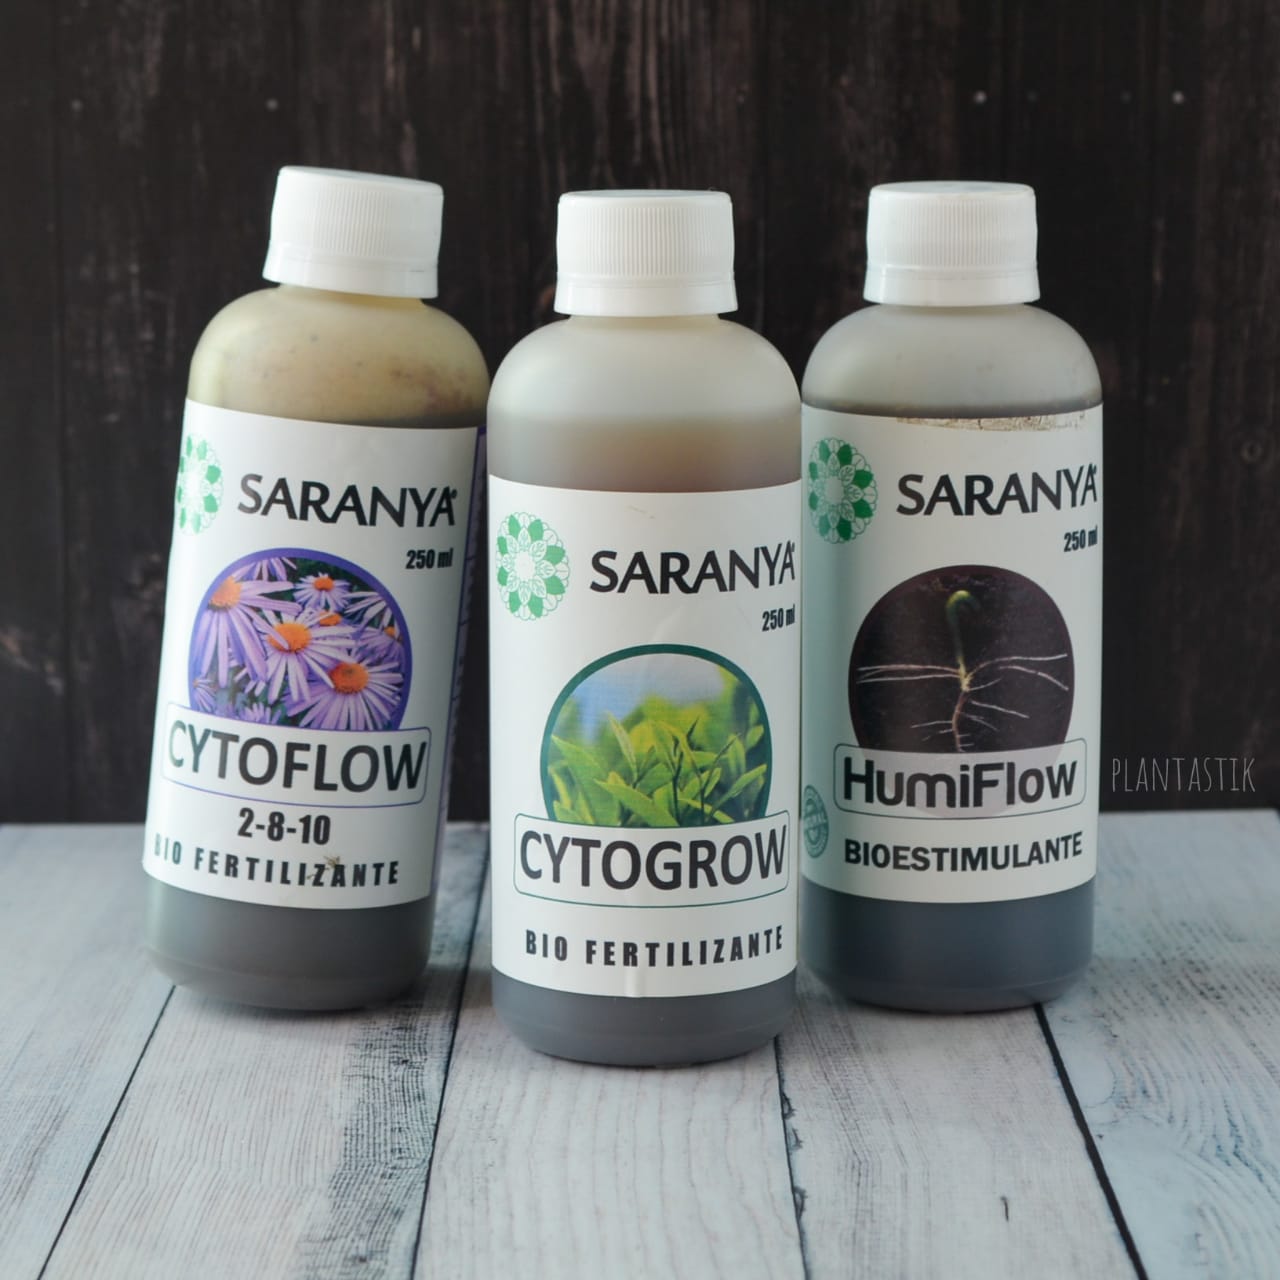 SARANYA®
250 ml
CYTOFLOW
2-8-10
BIO FERTILIZANTE
SARANYA®
250 ml
CYTOGROW
BIO FERTILIZANTE
SARANYA®
250 ml
HumiFlow
BIOESTIMULANTE
PLANTASTIK